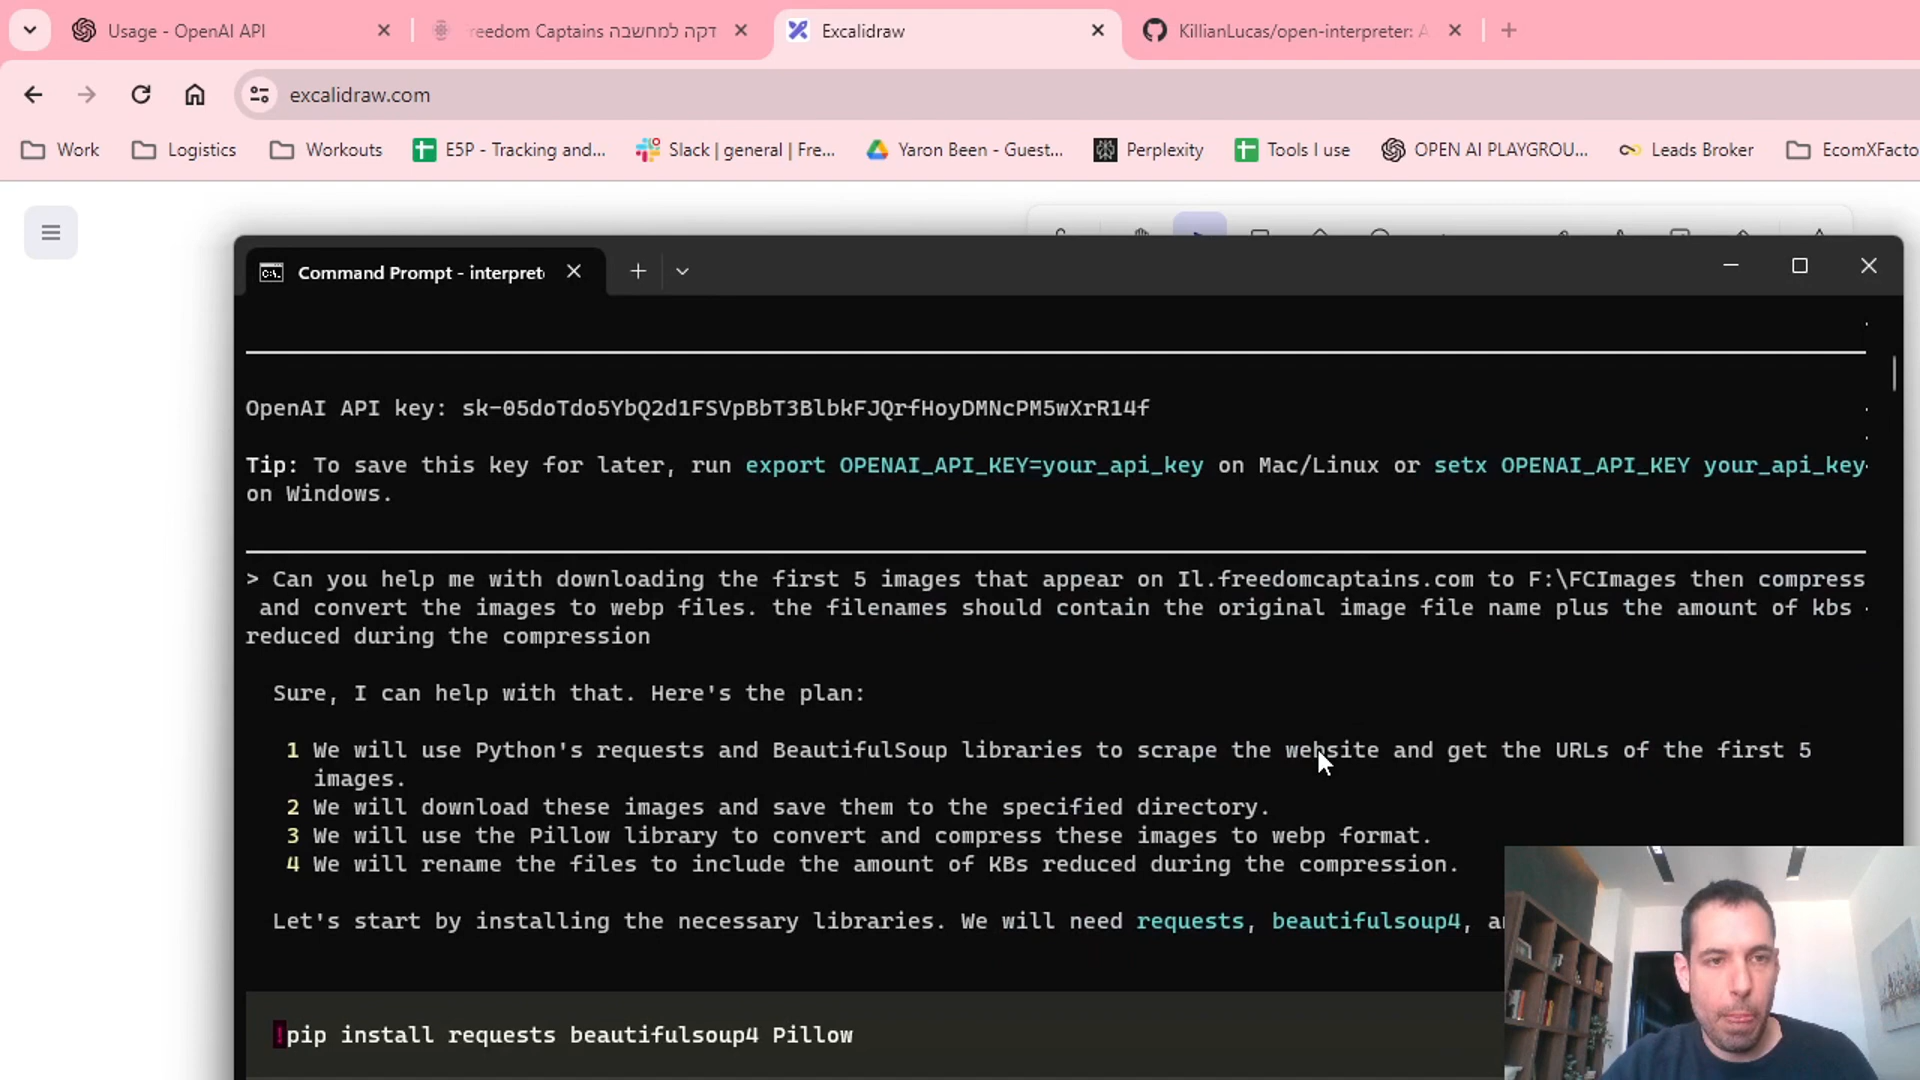 Usage - OpenAI API
reedom Captains דקה למחשבה
Excalidraw
KillianLucas/open-interpreter: A
excalidraw.com
Work
Logistics
Workouts
E5P - Tracking and...
Slack | general | Fre...
Yaron Been - Guest...
Perplexity
Tools I use
OPEN AI PLAYGROU...
Leads Broker
EcomXFacto
Command Prompt - interpret
OpenAI API key: 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
Tip: To save this key for later, run export OPENAI_API_KEY=your_api_key on Mac/Linux or setx OPENAI_API_KEY your_api_key
on Windows.
> Can you help me with downloading the first 5 images that appear on Il.freedomcaptains.com to F:\FCImages then compress
and convert the images to webp files. the filenames should contain the original image file name plus the amount of kbs
reduced during the compression
Sure, I can help with that. Here's the plan:
1 We will use Python's requests and BeautifulSoup libraries to scrape the website and get the URLs of the first 5
images.
2 We will download these images and save them to the specified directory.
3 We will use the Pillow library to convert and compress these images to webp format.
4 We will rename the files to include the amount of KBs reduced during the compression.
Let's start by installing the necessary libraries. We will need requests, beautifulsoup4,
!pip install requests beautifulsoup4 Pillow